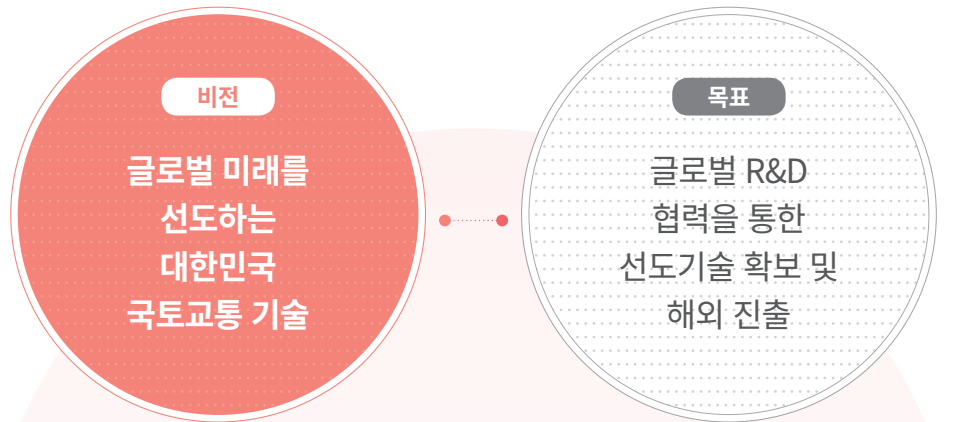 비전
글로벌 미래를
선도하는
대한민국
국토교통 기술
목표
글로벌 R&D
협력을 통한
선도기술 확보 및
해외 진출